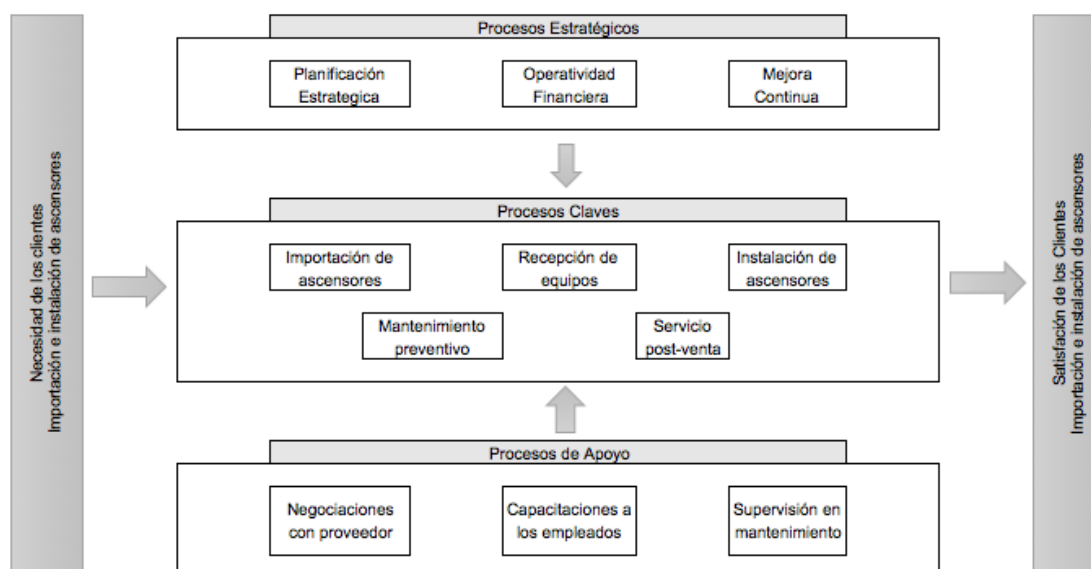 Necesidad de los clientes
Importación e instalación de ascensores
Procesos Estratégicos
Planificación
Estrategica
Operatividad
Financiera
Mejora
Continua
Procesos Claves
Importación de
ascensores
Recepción de
equipos
Instalación de
ascensores
Mantenimiento
preventivo
Servicio
post-venta
Procesos de Apoyo
Negociaciones
con proveedor
Capacitaciones a
los empleados
Supervisión en
mantenimiento
Satisfacción de los Clientes
Importación e instalación de ascensores